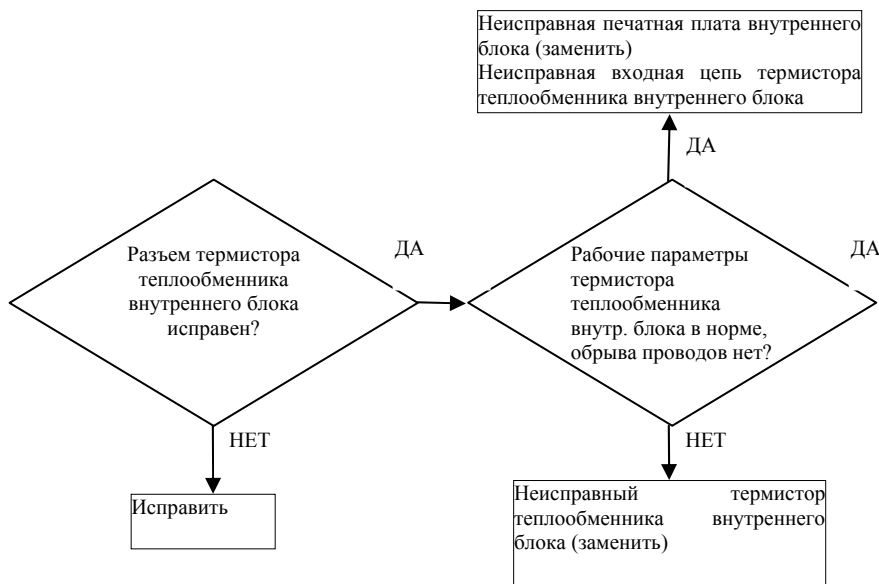 Неисправная печатная плата внутреннего
блока (заменить)
Неисправная входная цепь термистора
теплообменника внутреннего блока
ДА
Разъем термистора
теплообменника
внутреннего блока
исправен?
ДА
Рабочие параметры
термистора
теплообменника
внутр. блока в норме,
обрыва проводов нет?
ДА
НЕТ
НЕТ
Исправить
Неисправный термистор
теплообменника внутреннего
блока (заменить)